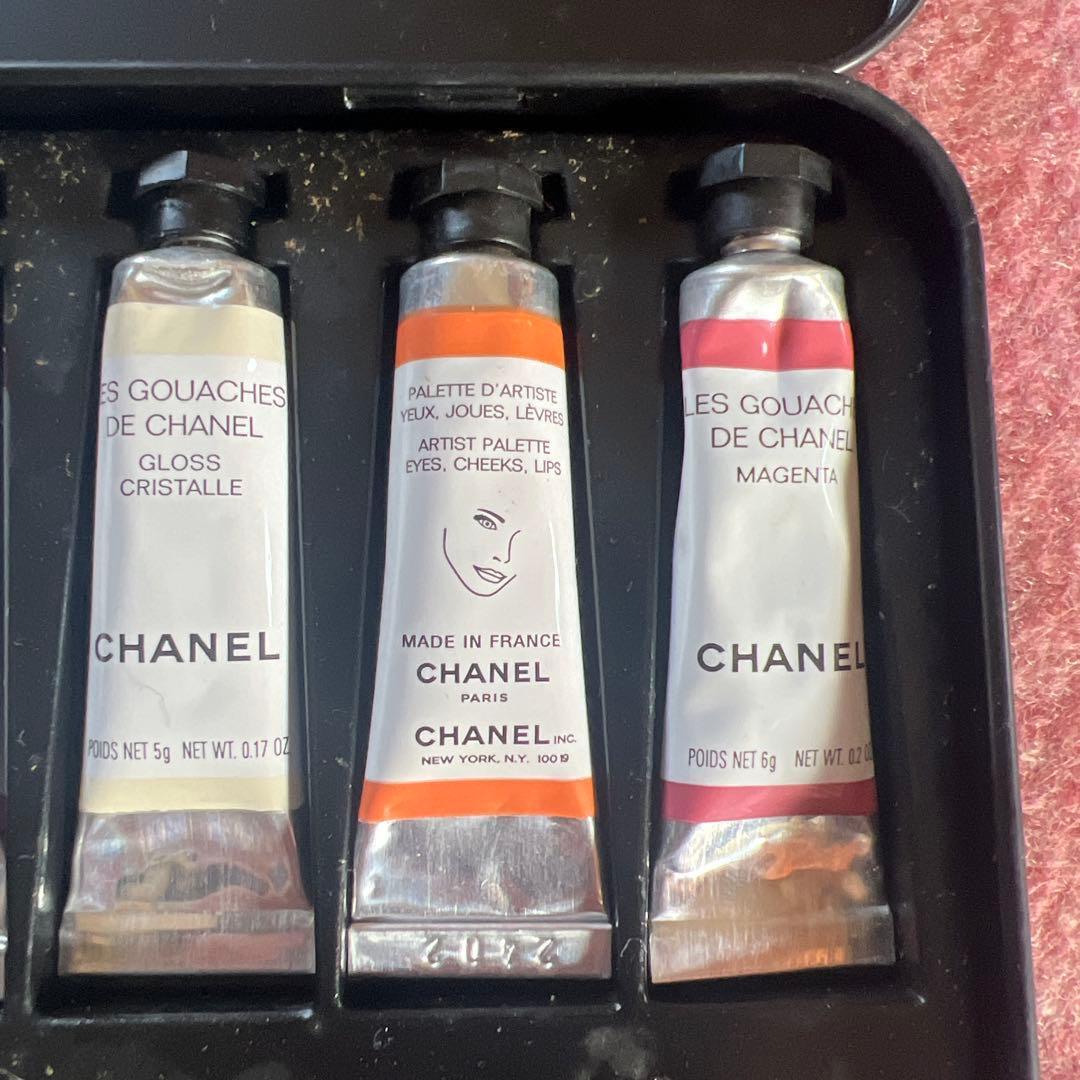 ES GOUACHES
DE CHANEL
GLOSS
CRISTALLE
CHANEL
POIDS NET 5g NET WT. 0.17 OZ
PALETTE D'ARTISTE
YEUX, JOUES, LÈVRES
ARTIST PALETTE
EYES, CHEEKS, LIPS
MADE IN FRANCE
CHANEL
PARIS
CHANEL INC.
NEW YORK, N.Y. 10019
LES GOUACH
DE CHANEL
MAGENTA
CHANEL
POIDS NET 6g NET WT. 0.2 OZ